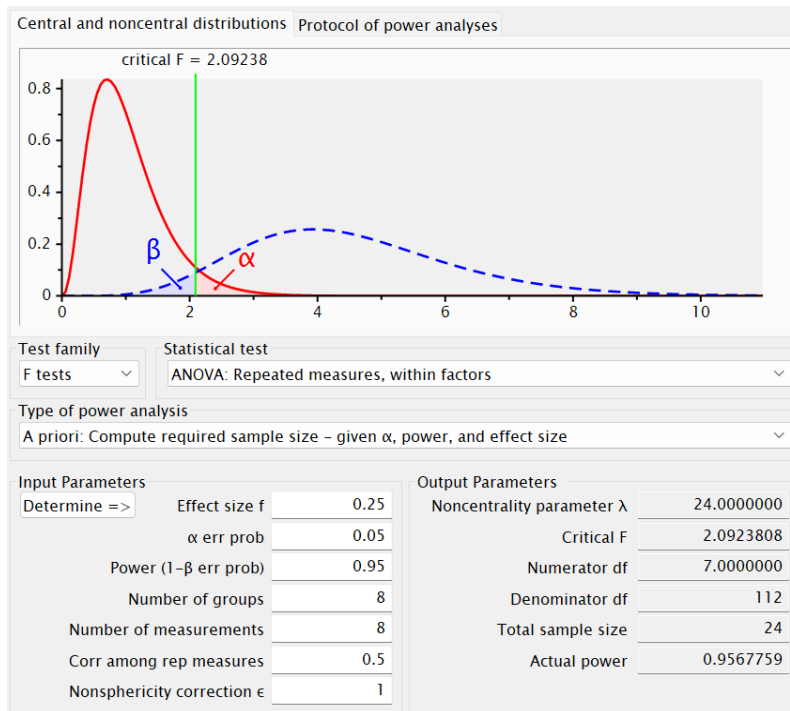 Central and noncentral distributions Protocol of power analyses
critical F = 2.09238
0.8
0.6
0.4
0.2
0
β
α
0 2 4 6 8 10
Test family Statistical test
F tests ANOVA: Repeated measures, within factors
Type of power analysis
A priori: Compute required sample size – given α, power, and effect size
Input Parameters Output Parameters
Determine => Effect size f 0.25 Noncentrality parameter λ 24.0000000
α err prob 0.05 Critical F 2.0923808
Power (1-β err prob) 0.95 Numerator df 7.0000000
Number of groups 8 Denominator df 112
Number of measurements 8 Total sample size 24
Corr among rep measures 0.5 Actual power 0.9567759
Nonsphericity correction ϵ 1